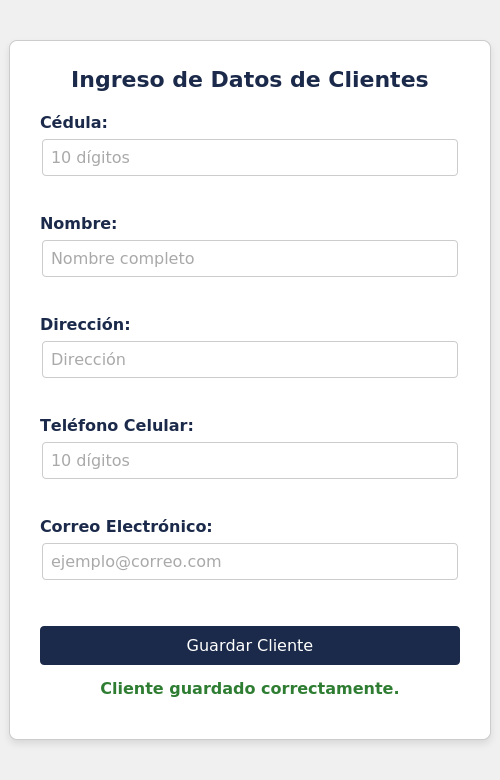 Ingreso de Datos de Clientes
Cédula:
10 dígitos
Nombre:
Nombre completo
Dirección:
Dirección
Teléfono Celular:
10 dígitos
Correo Electrónico:
ejemplo@correo.com
Guardar Cliente
Cliente guardado correctamente.